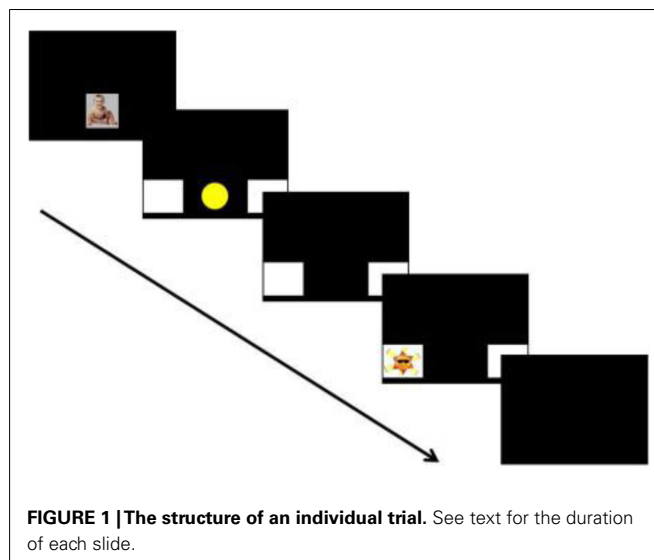 FIGURE 1 | The structure of an individual trial. See text for the duration
of each slide.